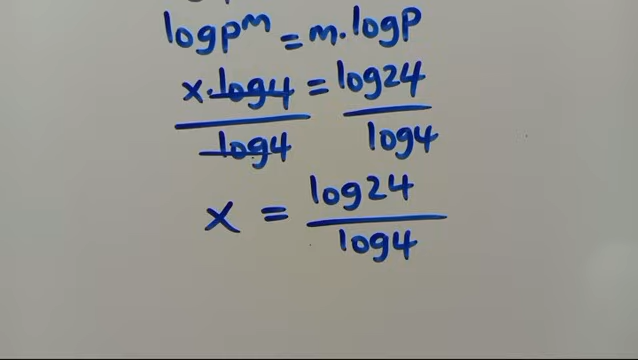 logp^m = m.logp
x.log4 / log4 = log24 / log4
x = log24 / log4